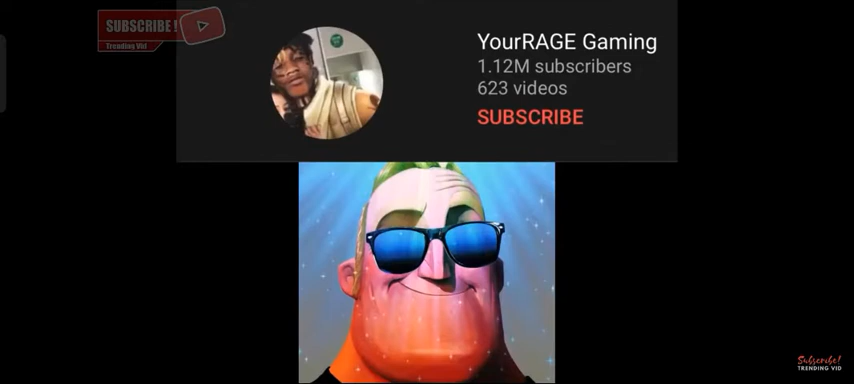 SUBSCRIBE!
Trending Vid
YourRAGE Gaming
1.12M subscribers
623 videos
SUBSCRIBE
Subscribe!
TRENDING VID